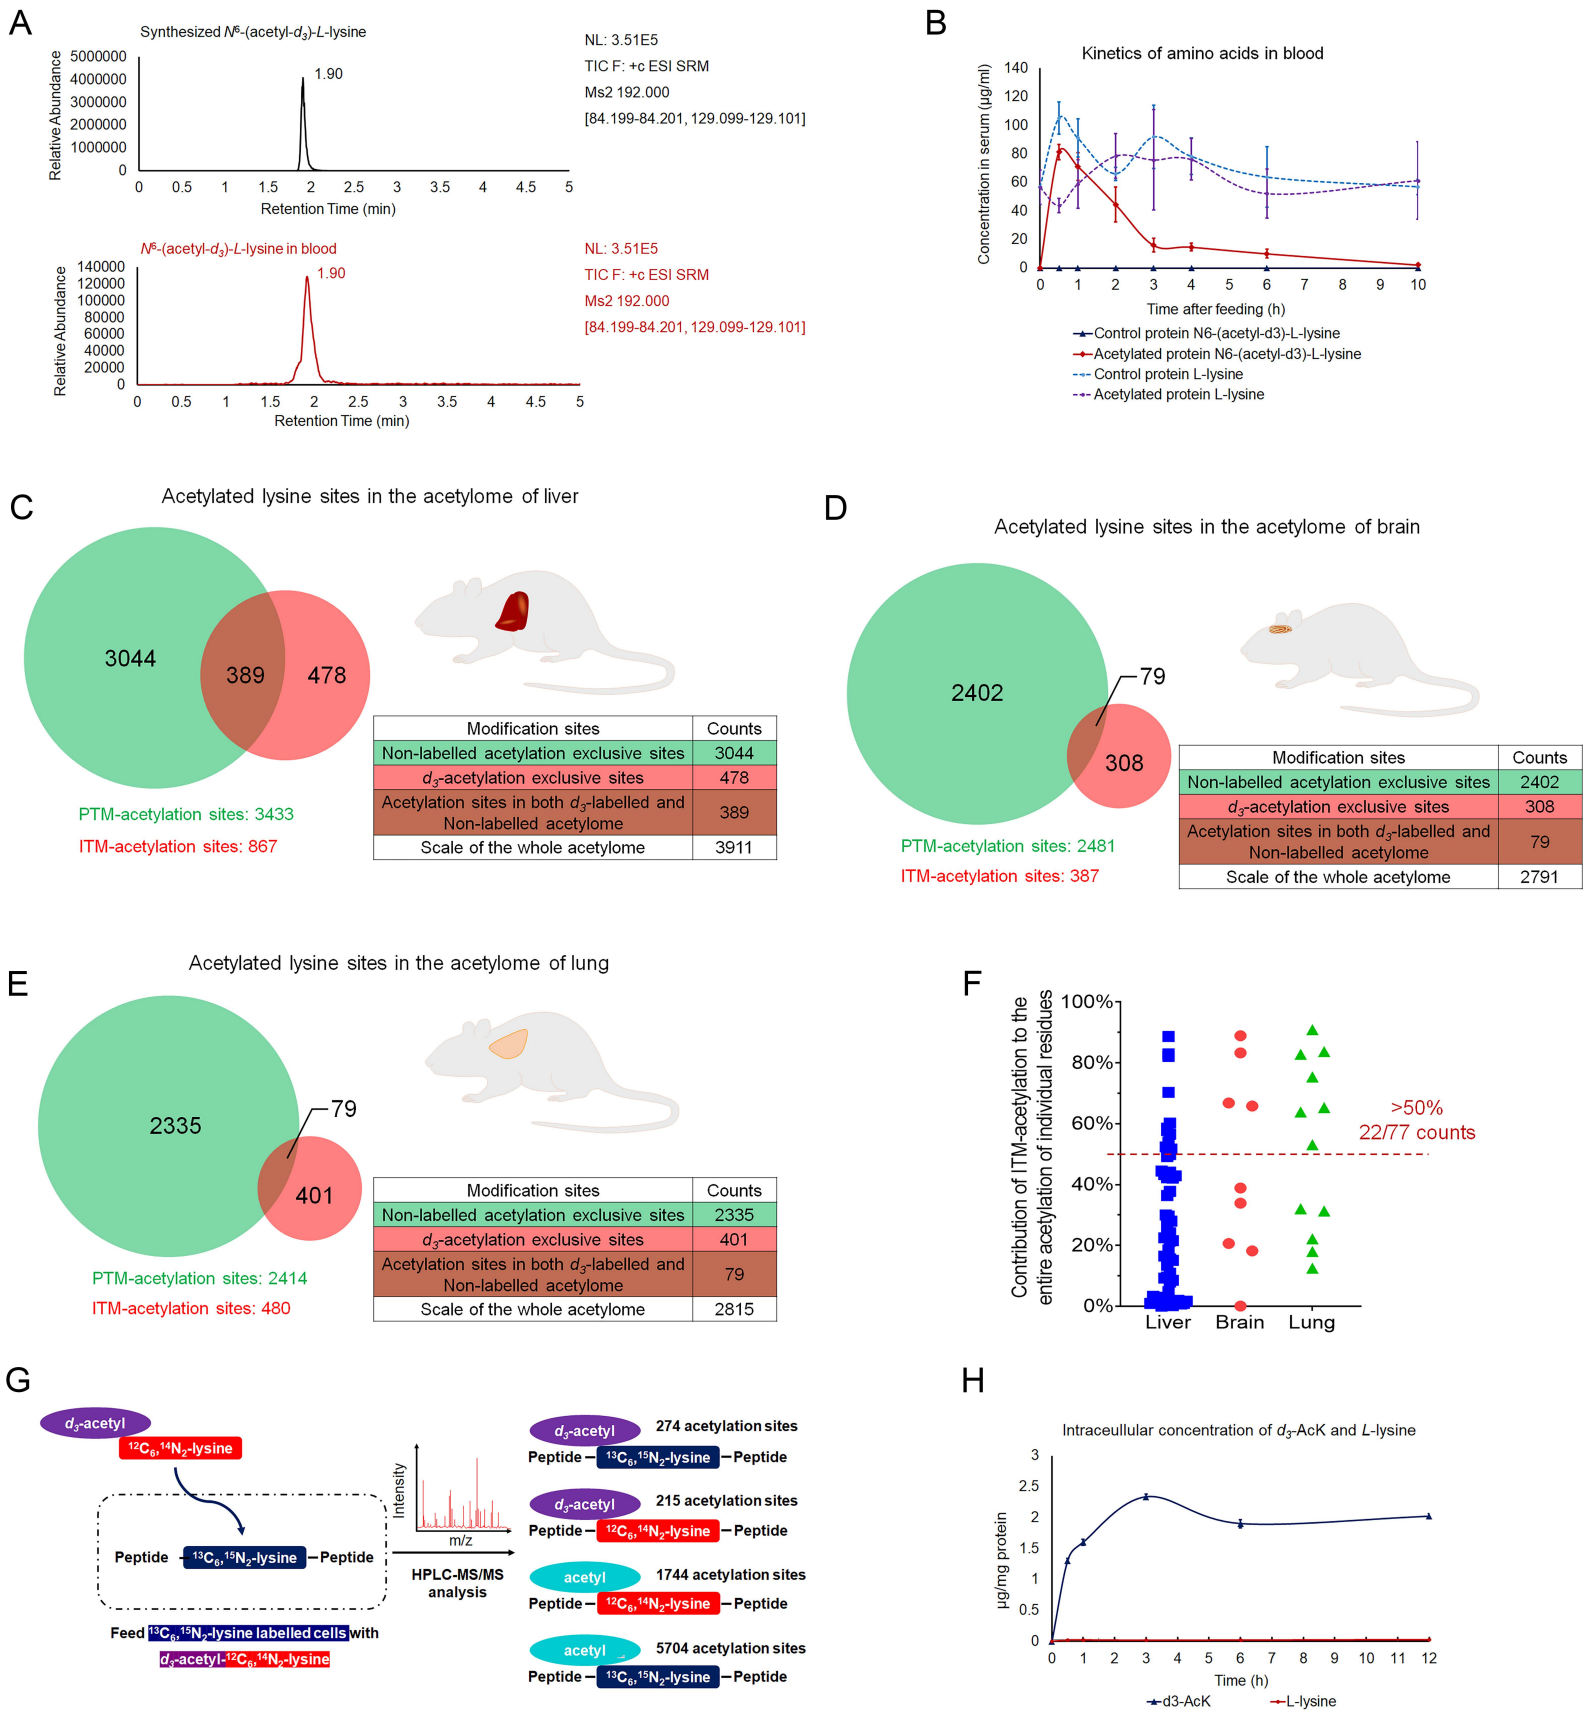 A
Synthesized N⁶-(acetyl-d₃)-L-lysine
NL: 3.51E5
TIC F: +c ESI SRM
Ms2 192.000
[84.199-84.201, 129.099-129.101]
Relative Abundance
5000000
4000000
3000000
2000000
1000000
0
1.90
0 0.5 1 1.5 2 2.5 3 3.5 4 4.5 5
Retention Time (min)
N⁶-(acetyl-d₃)-L-lysine in blood
NL: 3.51E5
TIC F: +c ESI SRM
Ms2 192.000
[84.199-84.201, 129.099-129.101]
Relative Abundance
140000
120000
100000
80000
60000
40000
20000
0
1.90
0 0.5 1 1.5 2 2.5 3 3.5 4 4.5 5
Retention Time (min)
B
Kinetics of amino acids in blood
Concentration in serum (µg/ml)
140
120
100
80
60
40
20
0
0 1 2 3 4 5 6 7 8 9 10
Time after feeding (h)
Control protein N6-(acetyl-d3)-L-lysine
Acetylated protein N6-(acetyl-d3)-L-lysine
Control protein L-lysine
Acetylated protein L-lysine
C
Acetylated lysine sites in the acetylome of liver
3044
389
478
PTM-acetylation sites: 3433
ITM-acetylation sites: 867
Modification sites Counts
Non-labelled acetylation exclusive sites 3044
d₃-acetylation exclusive sites 478
Acetylation sites in both d₃-labelled and
Non-labelled acetylome 389
Scale of the whole acetylome 3911
D
Acetylated lysine sites in the acetylome of brain
2402
79
308
PTM-acetylation sites: 2481
ITM-acetylation sites: 387
Modification sites Counts
Non-labelled acetylation exclusive sites 2402
d₃-acetylation exclusive sites 308
Acetylation sites in both d₃-labelled and
Non-labelled acetylome 79
Scale of the whole acetylome 2791
E
Acetylated lysine sites in the acetylome of lung
2335
79
401
PTM-acetylation sites: 2414
ITM-acetylation sites: 480
Modification sites Counts
Non-labelled acetylation exclusive sites 2335
d₃-acetylation exclusive sites 401
Acetylation sites in both d₃-labelled and
Non-labelled acetylome 79
Scale of the whole acetylome 2815
F
Contribution of ITM-acetylation to the
entire acetylation of individual residues
100%
80%
60%
40%
20%
0%
>50%
22/77 counts
Liver Brain Lung
G
d₃-acetyl
¹²C₆,¹⁴N₂-lysine
Peptide – ¹³C₆,¹⁵N₂-lysine – Peptide
Feed ¹³C₆,¹⁵N₂-lysine labelled cells with
d₃-acetyl-¹²C₆,¹⁴N₂-lysine
Intensity
m/z
HPLC-MS/MS
analysis
d₃-acetyl 274 acetylation sites
Peptide – ¹³C₆,¹⁵N₂-lysine – Peptide
d₃-acetyl 215 acetylation sites
Peptide – ¹²C₆,¹⁴N₂-lysine – Peptide
acetyl 1744 acetylation sites
Peptide – ¹²C₆,¹⁴N₂-lysine – Peptide
acetyl 5704 acetylation sites
Peptide – ¹³C₆,¹⁵N₂-lysine – Peptide
H
Intraceullular concentration of d₃-AcK and L-lysine
µg/mg protein
3
2.5
2
1.5
1
0.5
0
0 1 2 3 4 5 6 7 8 9 10 11 12
Time (h)
d3-AcK L-lysine